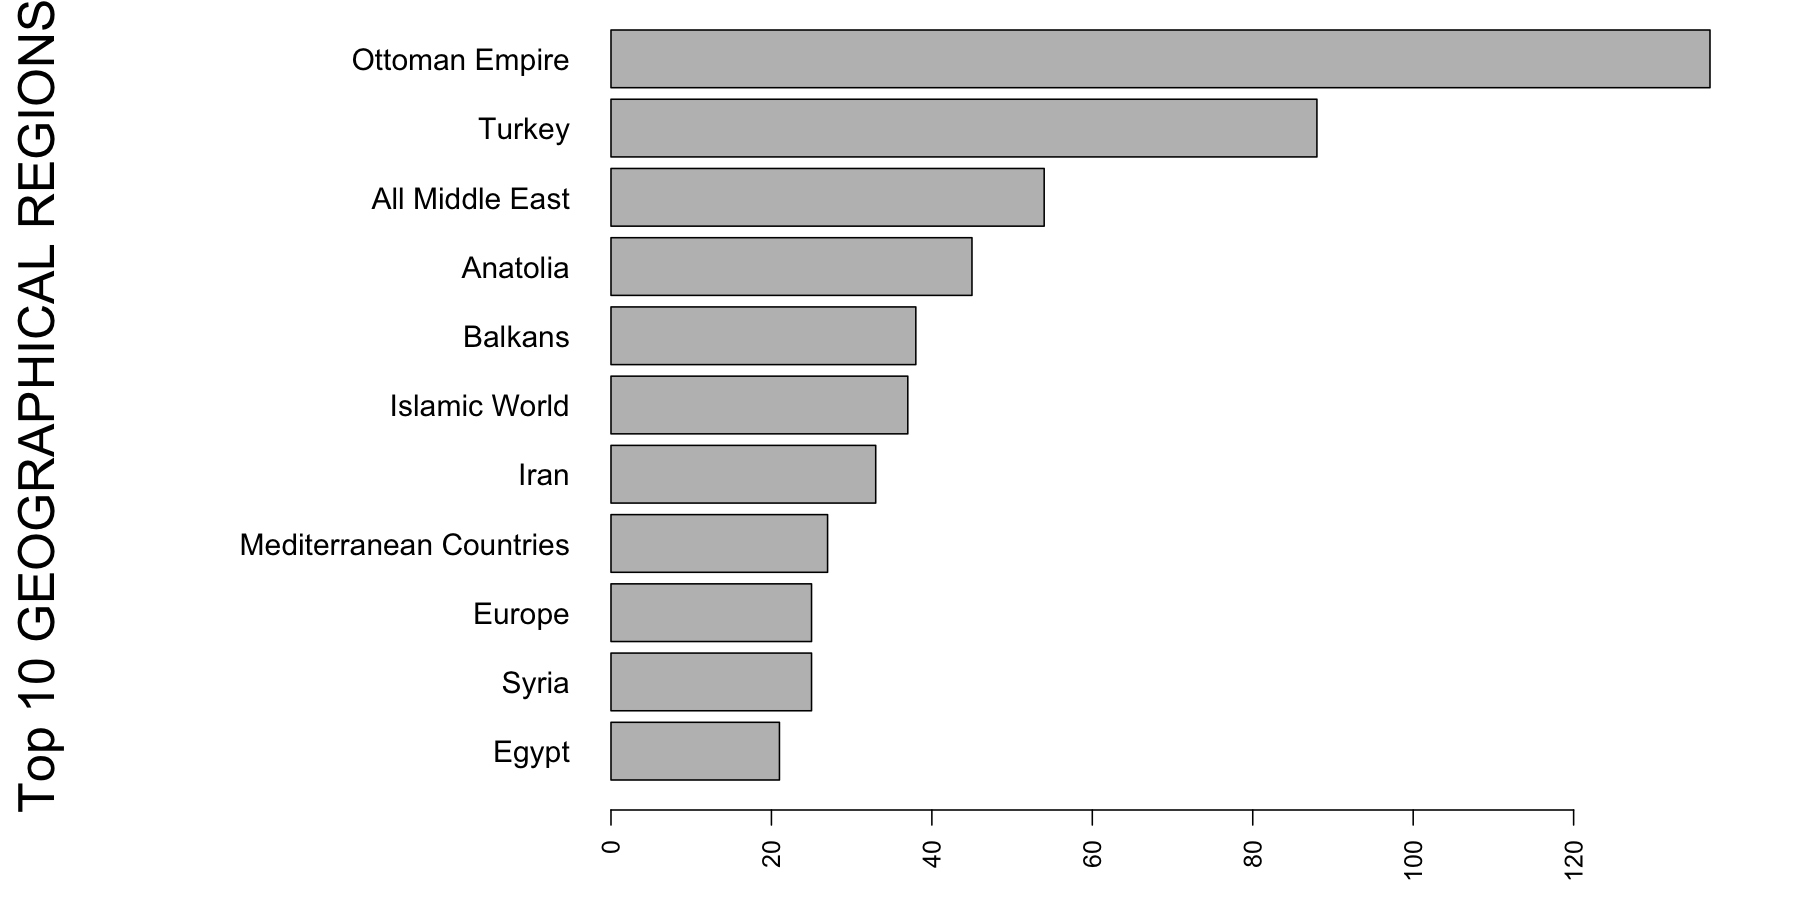 Top 10 GEOGRAPHICAL REGIONS
Ottoman Empire
Turkey
All Middle East
Anatolia
Balkans
Islamic World
Iran
Mediterranean Countries
Europe
Syria
Egypt
0 20 40 60 80 100 120